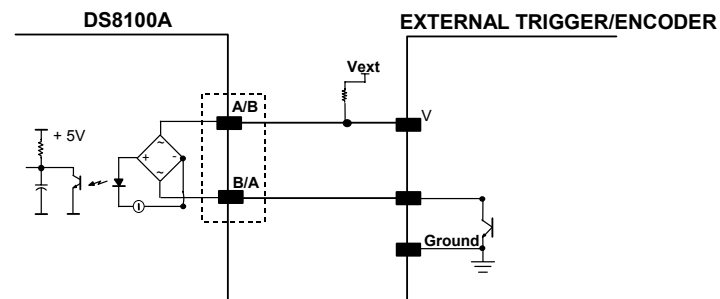 DS8100A
EXTERNAL TRIGGER/ENCODER
Vext
A/B
V
+ 5V
~
+ -
~
B/A
I
Ground